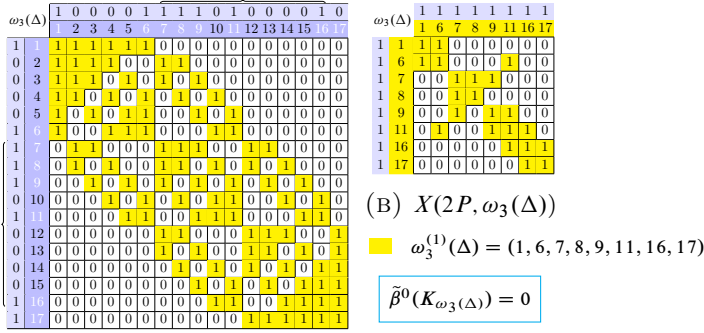 ω₃(Δ) 1 0 0 0 0 1 1 1 1 0 1 0 0 0 0 1 0
1 2 3 4 5 6 7 8 9 10 11 12 13 14 15 16 17
1 1 1 1 1 1 1 1 0 0 0 0 0 0 0 0 0 0 0
0 2 1 1 1 1 0 0 1 1 0 0 0 0 0 0 0 0 0
0 3 1 1 1 0 1 0 1 0 1 0 0 0 0 0 0 0 0
0 4 1 1 0 1 0 1 0 1 0 1 0 0 0 0 0 0 0
0 5 1 0 1 0 1 1 0 0 1 0 1 0 0 0 0 0 0
1 6 1 0 0 1 1 1 0 0 0 1 1 0 0 0 0 0 0
1 7 0 1 1 0 0 0 1 1 1 0 0 1 1 0 0 0 0
1 8 0 1 0 1 0 0 1 1 0 1 0 1 0 1 0 0 0
1 9 0 0 1 0 1 0 1 0 1 0 1 0 1 0 1 0 0
0 10 0 0 0 1 0 1 0 1 0 1 1 0 0 1 0 1 0
1 11 0 0 0 0 1 1 0 0 1 1 1 0 0 0 1 1 0
0 12 0 0 0 0 0 0 1 1 0 0 0 1 1 1 0 0 1
0 13 0 0 0 0 0 0 1 0 1 0 0 1 1 0 1 0 1
0 14 0 0 0 0 0 0 0 1 0 1 0 1 0 1 0 1 1
0 15 0 0 0 0 0 0 0 0 1 0 1 0 1 0 1 1 1
1 16 0 0 0 0 0 0 0 0 0 1 1 0 0 1 1 1 1
1 17 0 0 0 0 0 0 0 0 0 0 0 1 1 1 1 1 1
ω₃(Δ) 1 1 1 1 1 1 1 1
1 6 7 8 9 11 16 17
1 1 1 1 0 0 0 0 0 0
1 6 1 1 0 0 0 1 0 0
1 7 0 0 1 1 1 0 0 0
1 8 0 0 1 1 0 0 0 0
1 9 0 0 1 0 1 1 0 0
1 11 0 1 0 0 1 1 1 0
1 16 0 0 0 0 0 1 1 1
1 17 0 0 0 0 0 0 1 1
(B) X(2P, ω₃(Δ))
ω₃⁽¹⁾(Δ) = (1, 6, 7, 8, 9, 11, 16, 17)
β̃⁰(K_{ω₃(Δ)}) = 0